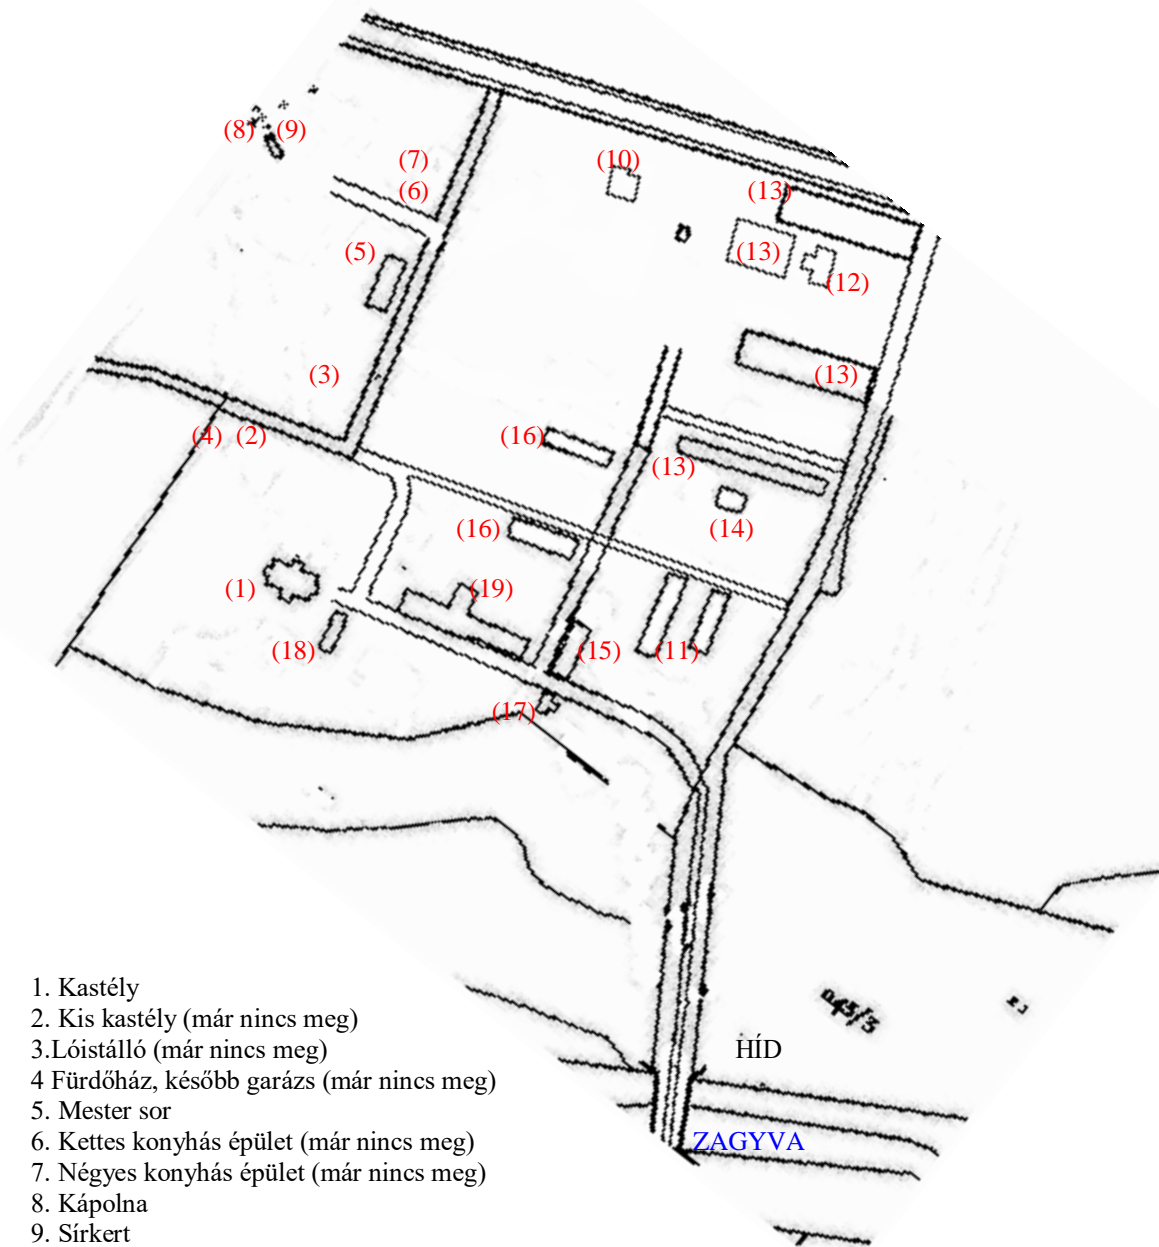 (8) (9)
(7)
(10)
(6)
(13)
(5)
(13)
(12)
(3)
(13)
(4) (2)
(16)
(13)
(16)
(14)
(1)
(19)
(18)
(15)
(11)
(17)
045/3
HÍD
ZAGYVA
1. Kastély
2. Kis kastély (már nincs meg)
3.Lóistálló (már nincs meg)
4 Fürdőház, később garázs (már nincs meg)
5. Mester sor
6. Kettes konyhás épület (már nincs meg)
7. Négyes konyhás épület (már nincs meg)
8. Kápolna
9. Sírkert